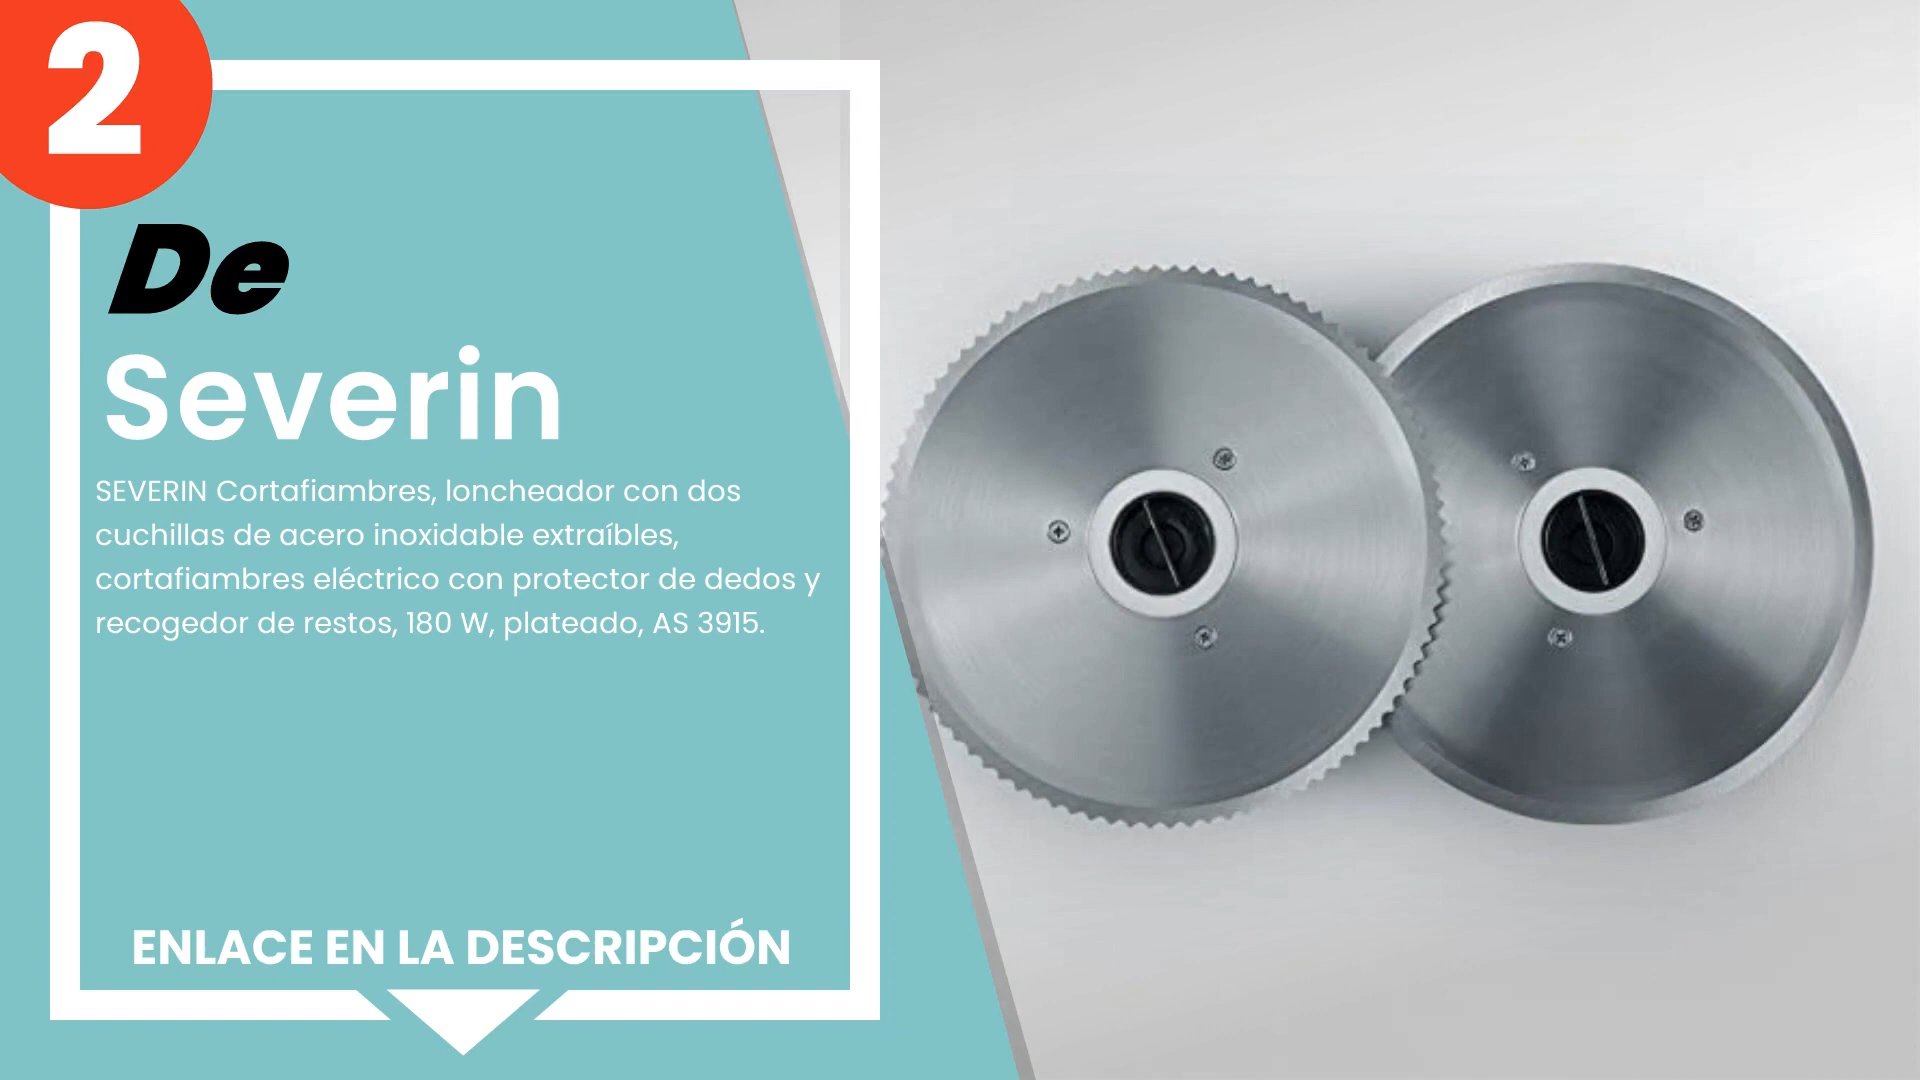 2
De
Severin
SEVERIN Cortafiambres, loncheador con dos
cuchillas de acero inoxidable extraíbles,
cortafiambres eléctrico con protector de dedos y
recogedor de restos, 180 W, plateado, AS 3915.
ENLACE EN LA DESCRIPCIÓN